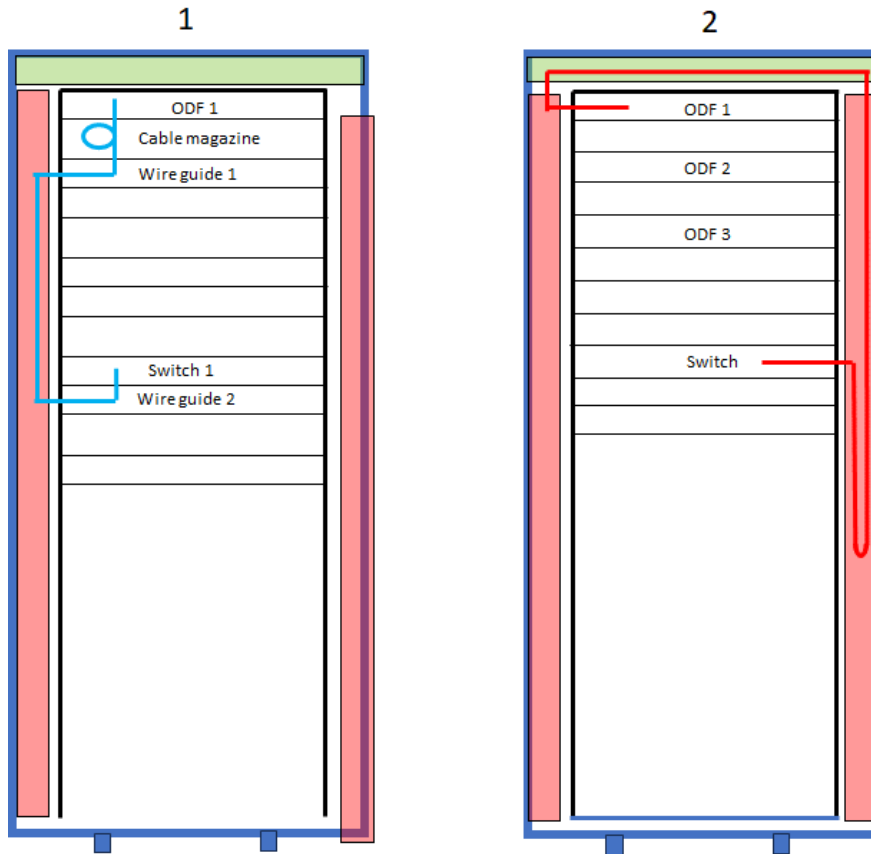 1
ODF 1
Cable magazine
Wire guide 1
Switch 1
Wire guide 2
2
ODF 1
ODF 2
ODF 3
Switch